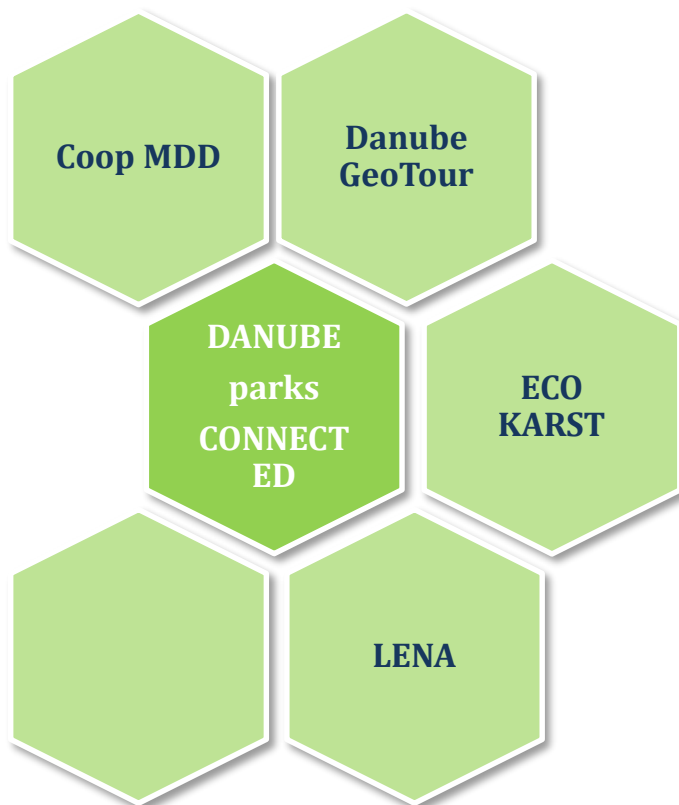 Coop MDD
Danube
GeoTour
DANUBE
parks
CONNECT
ED
ECO
KARST
LENA